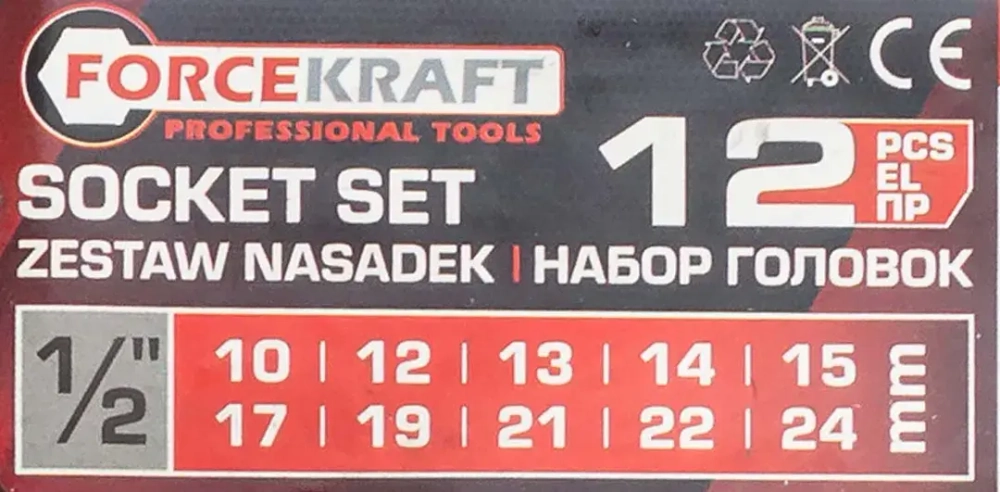 FORCEKRAFT
PROFESSIONAL TOOLS
CE
SOCKET SET
12 PCS
EL
ПР
ZESTAW NASADEK | НАБОР ГОЛОВОК
1/2"
10 | 12 | 13 | 14 | 15
17 | 19 | 21 | 22 | 24
mm